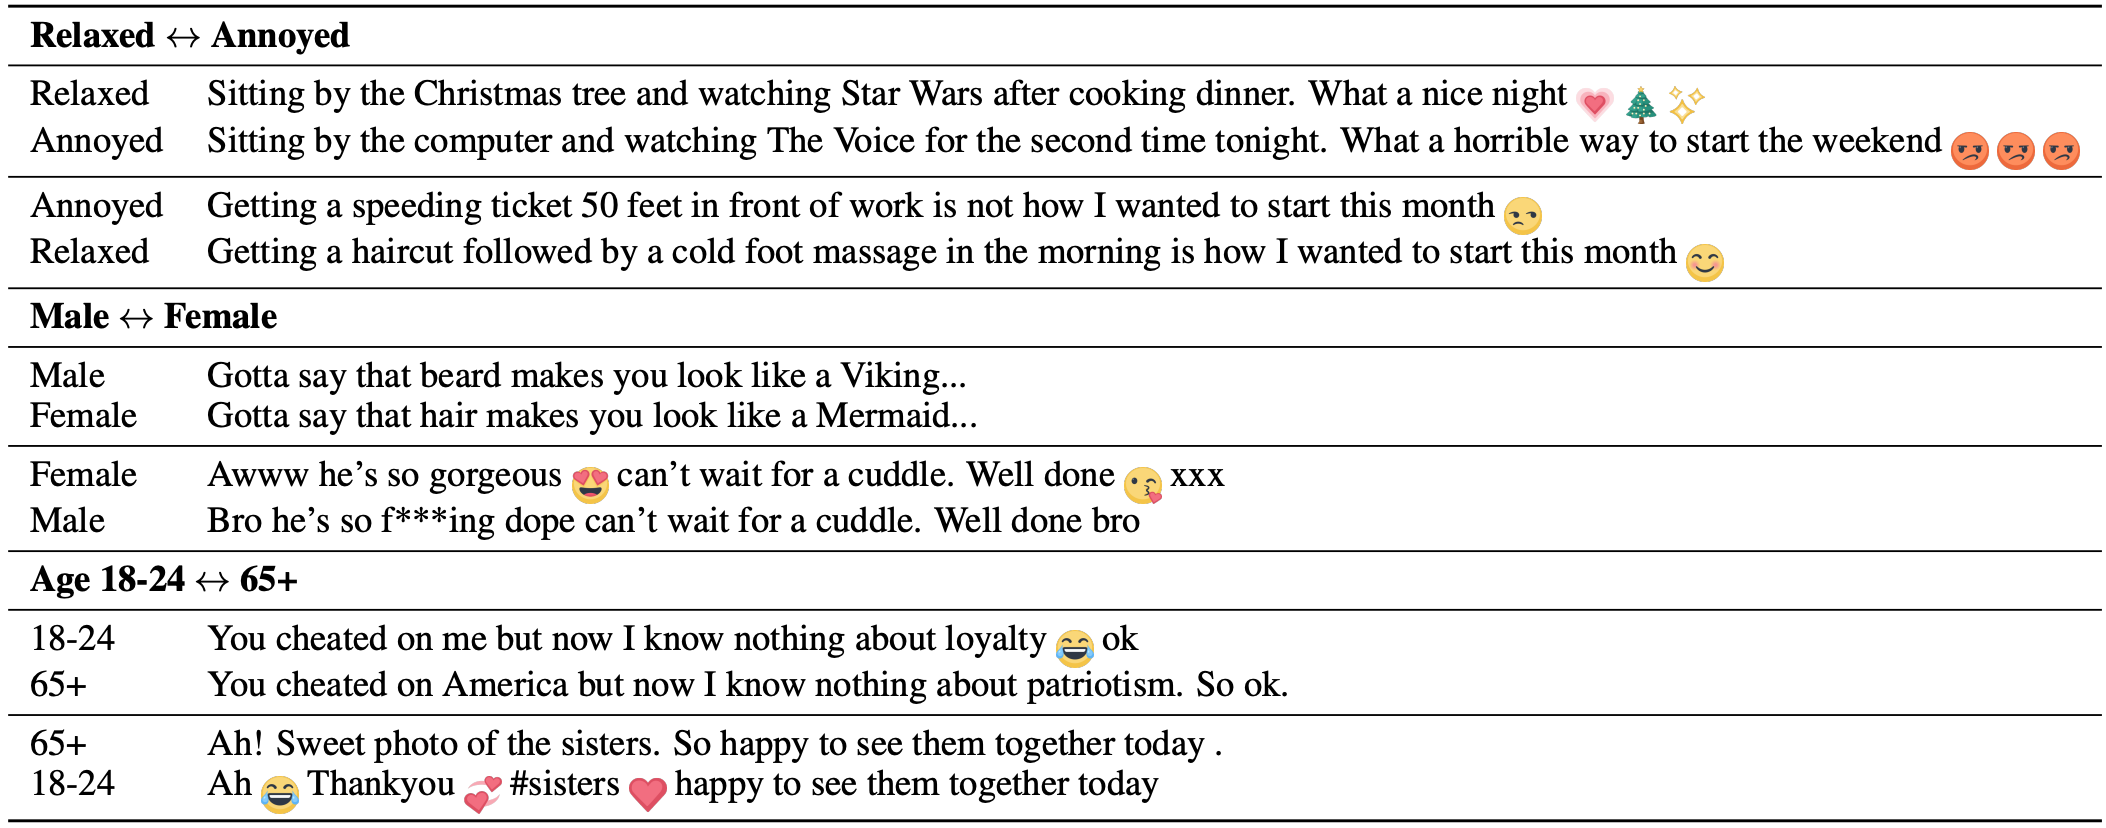 Relaxed ↔ Annoyed
Relaxed Sitting by the Christmas tree and watching Star Wars after cooking dinner. What a nice night 💗 🎄 ✨
Annoyed Sitting by the computer and watching The Voice for the second time tonight. What a horrible way to start the weekend 😡 😡 😡
Annoyed Getting a speeding ticket 50 feet in front of work is not how I wanted to start this month 😒
Relaxed Getting a haircut followed by a cold foot massage in the morning is how I wanted to start this month 😊
Male ↔ Female
Male Gotta say that beard makes you look like a Viking...
Female Gotta say that hair makes you look like a Mermaid...
Female Awww he's so gorgeous 😍 can't wait for a cuddle. Well done 😘 xxx
Male Bro he's so f***ing dope can't wait for a cuddle. Well done bro
Age 18-24 ↔ 65+
18-24 You cheated on me but now I know nothing about loyalty 😂 ok
65+ You cheated on America but now I know nothing about patriotism. So ok.
65+ Ah! Sweet photo of the sisters. So happy to see them together today .
18-24 Ah 😂 Thankyou 💞 #sisters ❤️ happy to see them together today